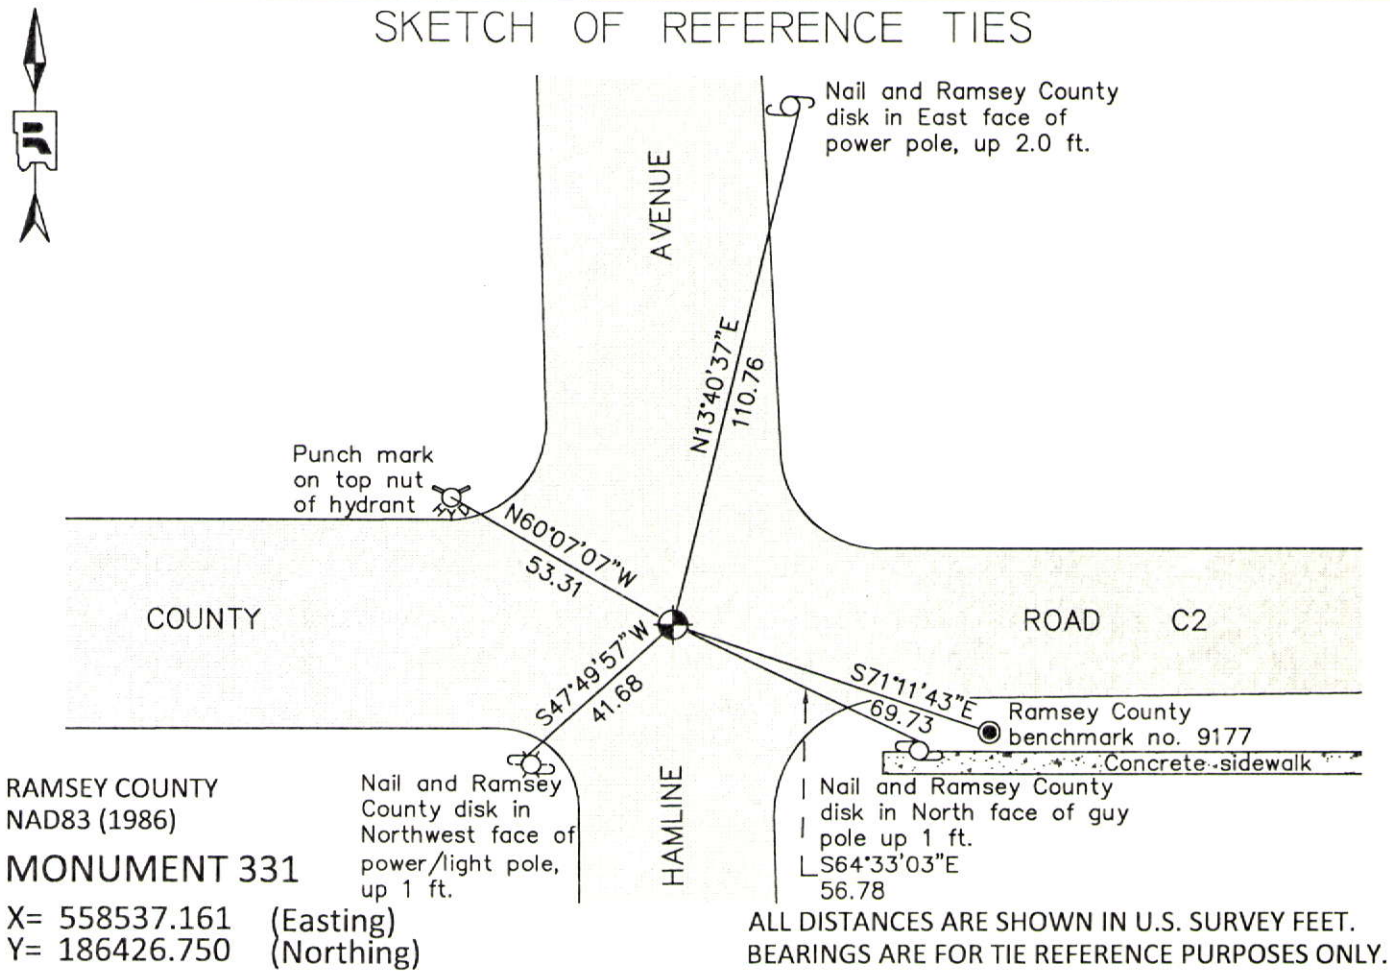 SKETCH OF REFERENCE TIES
Nail and Ramsey County
disk in East face of
power pole, up 2.0 ft.
AVENUE
N13°40'37"E
110.76
Punch mark
on top nut
of hydrant
HYD
N60°07'07"W
53.31
COUNTY
ROAD C2
S47°49'57"W
41.68
S71°11'43"E
69.73
Ramsey County
benchmark no. 9177
Concrete sidewalk
Nail and Ramsey
County disk in
Northwest face of
power/light pole,
up 1 ft.
HAMLINE
Nail and Ramsey County
disk in North face of guy
pole up 1 ft.
S64°33'03"E
56.78
RAMSEY COUNTY
NAD83 (1986)
MONUMENT 331
X= 558537.161 (Easting)
Y= 186426.750 (Northing)
ALL DISTANCES ARE SHOWN IN U.S. SURVEY FEET.
BEARINGS ARE FOR TIE REFERENCE PURPOSES ONLY.